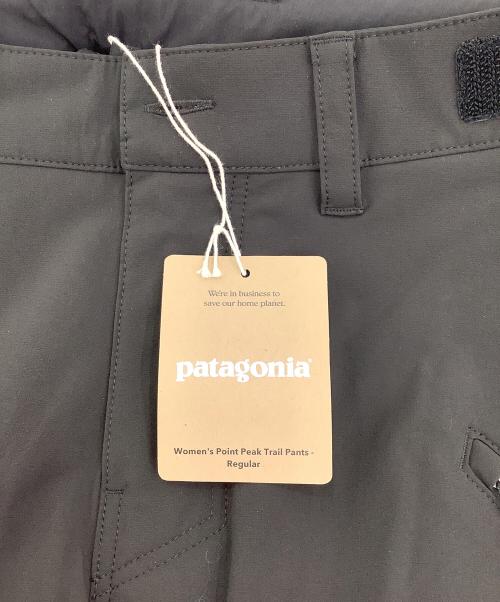 We're in business to
save our home planet.
patagonia®
Women's Point Peak Trail Pants -
Regular